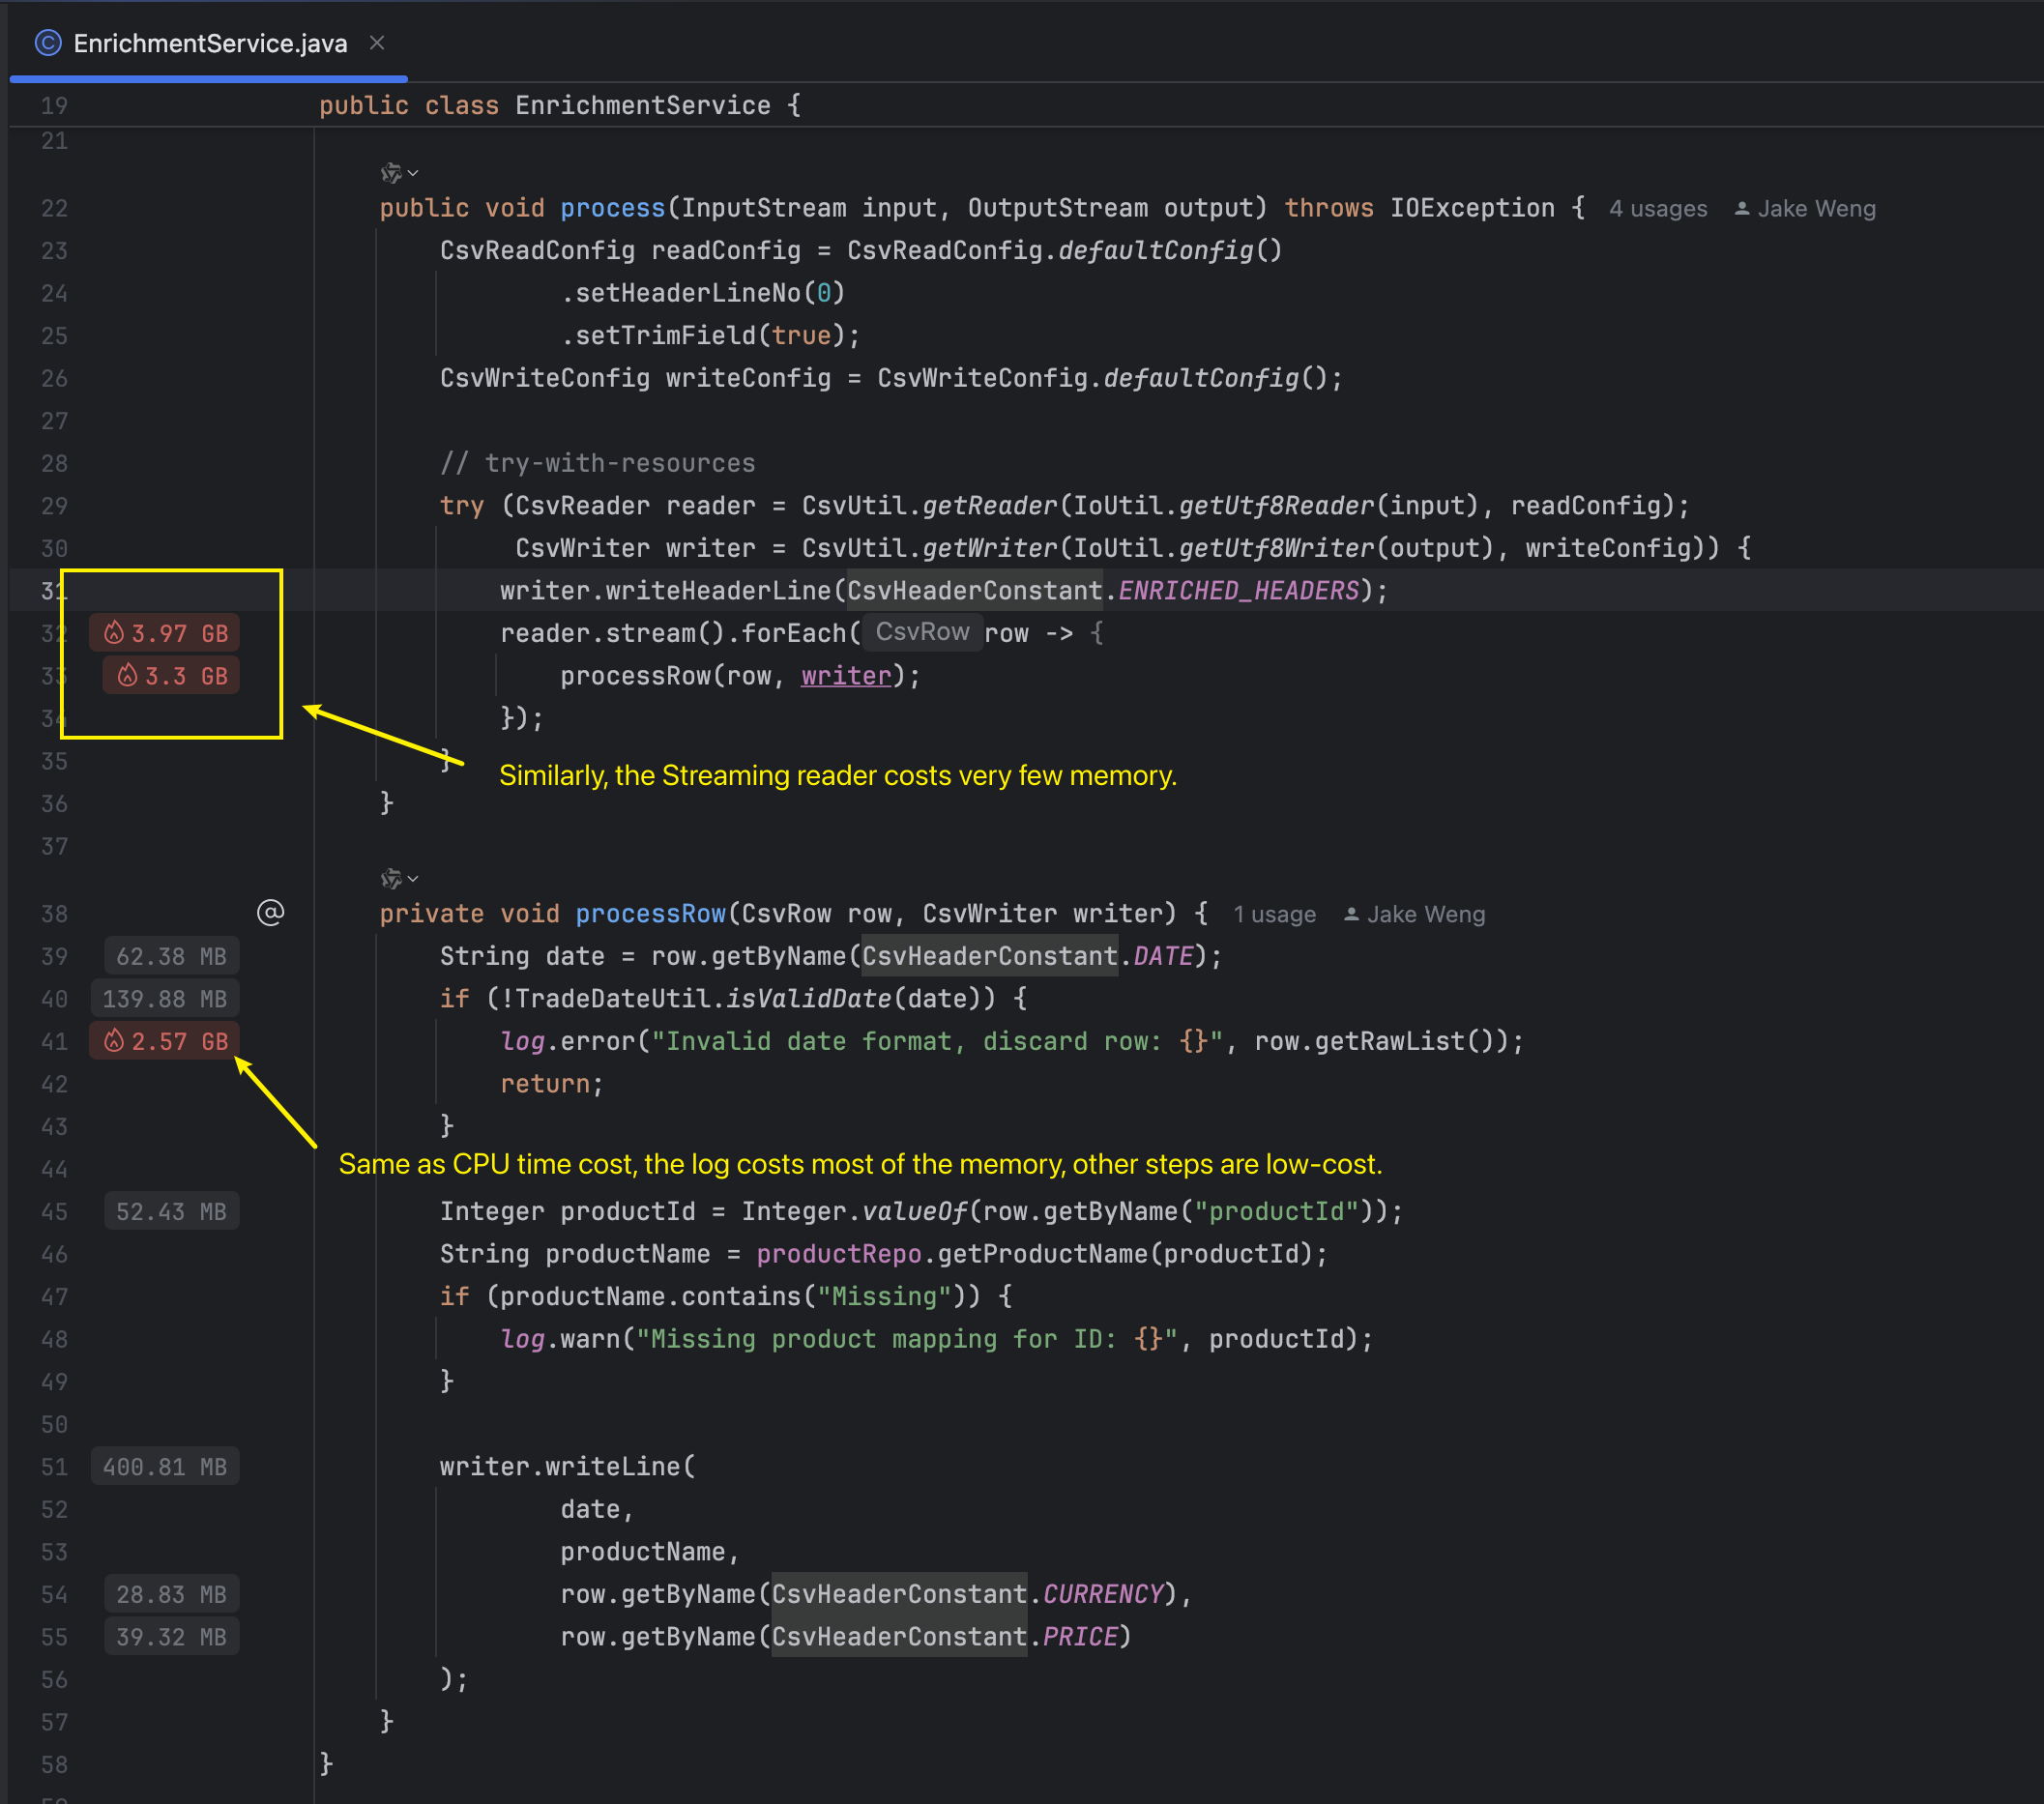 EnrichmentService.java
19 public class EnrichmentService {
21
22 public void process(InputStream input, OutputStream output) throws IOException { 4 usages Jake Weng
23 CsvReadConfig readConfig = CsvReadConfig.defaultConfig()
24 .setHeaderLineNo(0)
25 .setTrimField(true);
26 CsvWriteConfig writeConfig = CsvWriteConfig.defaultConfig();
27
28 // try-with-resources
29 try (CsvReader reader = CsvUtil.getReader(IoUtil.getUtf8Reader(input), readConfig);
30 CsvWriter writer = CsvUtil.getWriter(IoUtil.getUtf8Writer(output), writeConfig)) {
31 writer.writeHeaderLine(CsvHeaderConstant.ENRICHED_HEADERS);
32 3.97 GB reader.stream().forEach( CsvRow row -> {
33 3.3 GB processRow(row, writer);
34 });
35 }
Similarly, the Streaming reader costs very few memory.
36 }
37
38 @ private void processRow(CsvRow row, CsvWriter writer) { 1 usage Jake Weng
39 62.38 MB String date = row.getByName(CsvHeaderConstant.DATE);
40 139.88 MB if (!TradeDateUtil.isValidDate(date)) {
41 2.57 GB log.error("Invalid date format, discard row: {}", row.getRawList());
42 return;
43 }
44 Same as CPU time cost, the log costs most of the memory, other steps are low-cost.
45 52.43 MB Integer productId = Integer.valueOf(row.getByName("productId"));
46 String productName = productRepo.getProductName(productId);
47 if (productName.contains("Missing")) {
48 log.warn("Missing product mapping for ID: {}", productId);
49 }
50
51 400.81 MB writer.writeLine(
52 date,
53 productName,
54 28.83 MB row.getByName(CsvHeaderConstant.CURRENCY),
55 39.32 MB row.getByName(CsvHeaderConstant.PRICE)
56 );
57 }
58 }